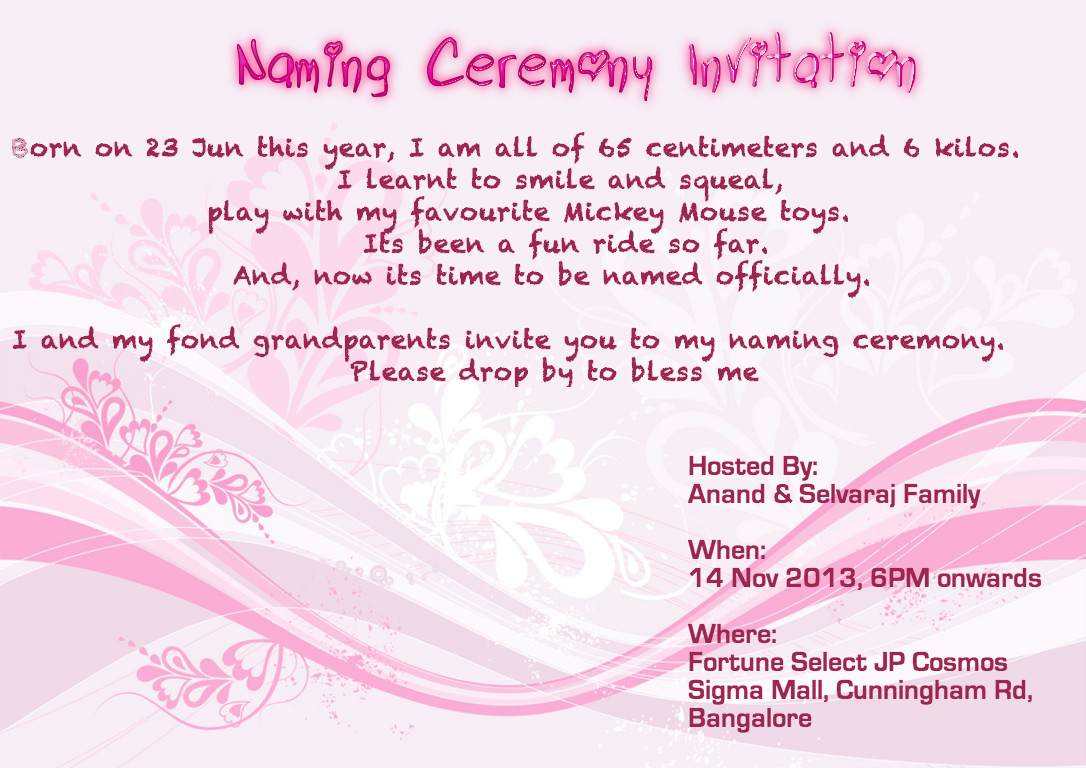 Naming Ceremony Invitation
Born on 23 Jun this year, I am all of 65 centimeters and 6 kilos.
I learnt to smile and squeal,
play with my favourite Mickey Mouse toys.
Its been a fun ride so far.
And, now its time to be named officially.
I and my fond grandparents invite you to my naming ceremony.
Please drop by to bless me
Hosted By:
Anand & Selvaraj Family
When:
14 Nov 2013, 6PM onwards
Where:
Fortune Select JP Cosmos
Sigma Mall, Cunningham Rd,
Bangalore